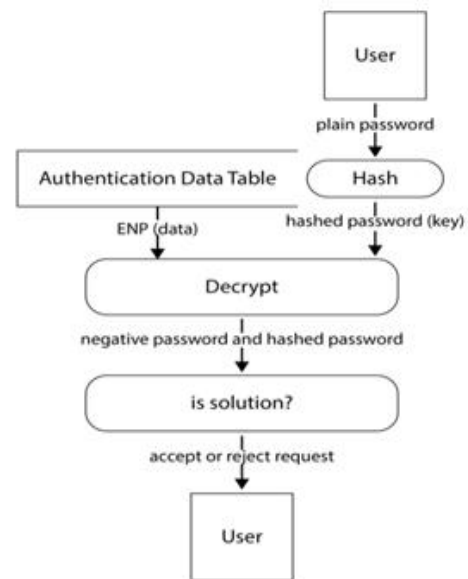 User
plain password
Authentication Data Table
Hash
ENP (data)
hashed password (key)
Decrypt
negative password and hashed password
is solution?
accept or reject request
User